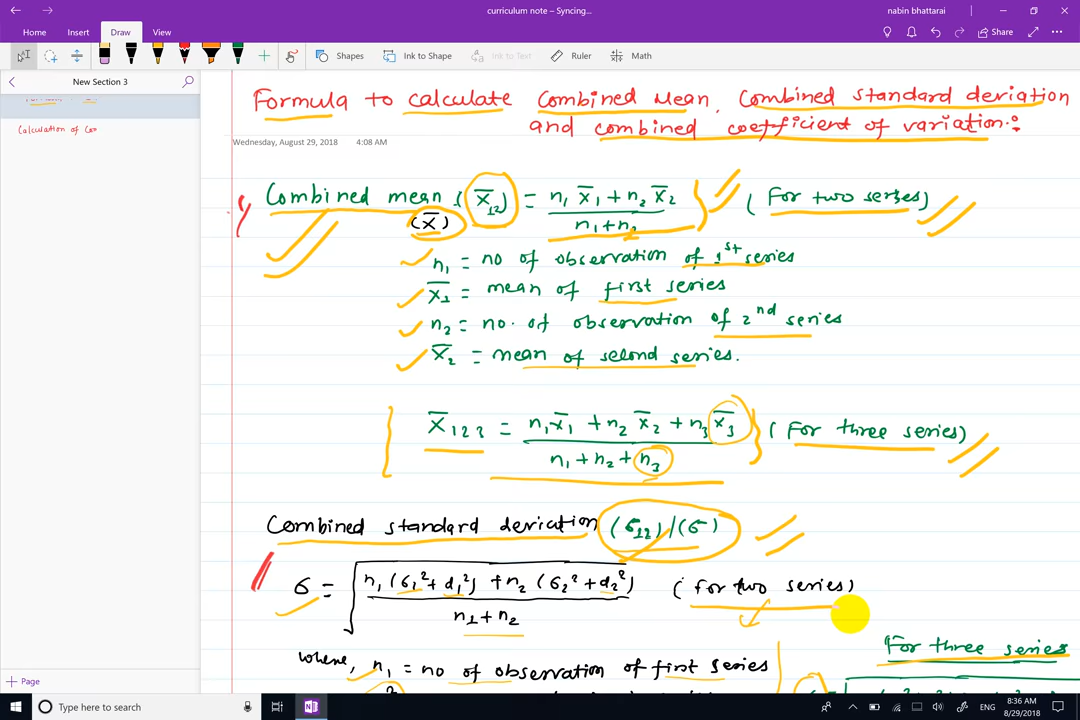 curriculum note - Syncing...
nabin bhattarai
Home Insert Draw View
Share
Shapes Ink to Shape Ink to Text Ruler Math
New Section 3
Calculation of Com
Page
Formula to calculate Combined Mean, Combined standard deviation
and combined coefficient of variation:
Wednesday, August 29, 2018 4:08 AM
Combined mean (X̅₁₂) = n₁ X̅₁ + n₂ X̅₂ / n₁ + n₂ (For two series)
(X̅)
n₁ = no of observation of 1st series
X̅₁ = mean of first series
n₂ = no. of observation of 2nd series
X̅₂ = mean of second series.
X̅₁₂₃ = n₁X̅₁ + n₂ X̅₂ + n₃ X̅₃ / n₁ + n₂ + n₃ (For three series)
Combined standard deviation (σ₁₂)/(σ)
σ = √ n₁ (σ₁² + d₁²) + n₂ (σ₂² + d₂²) / n₁ + n₂ (for two series)
For three series
where, n₁ = no of observation of first series
Type here to search
ENG
8:36 AM
8/29/2018